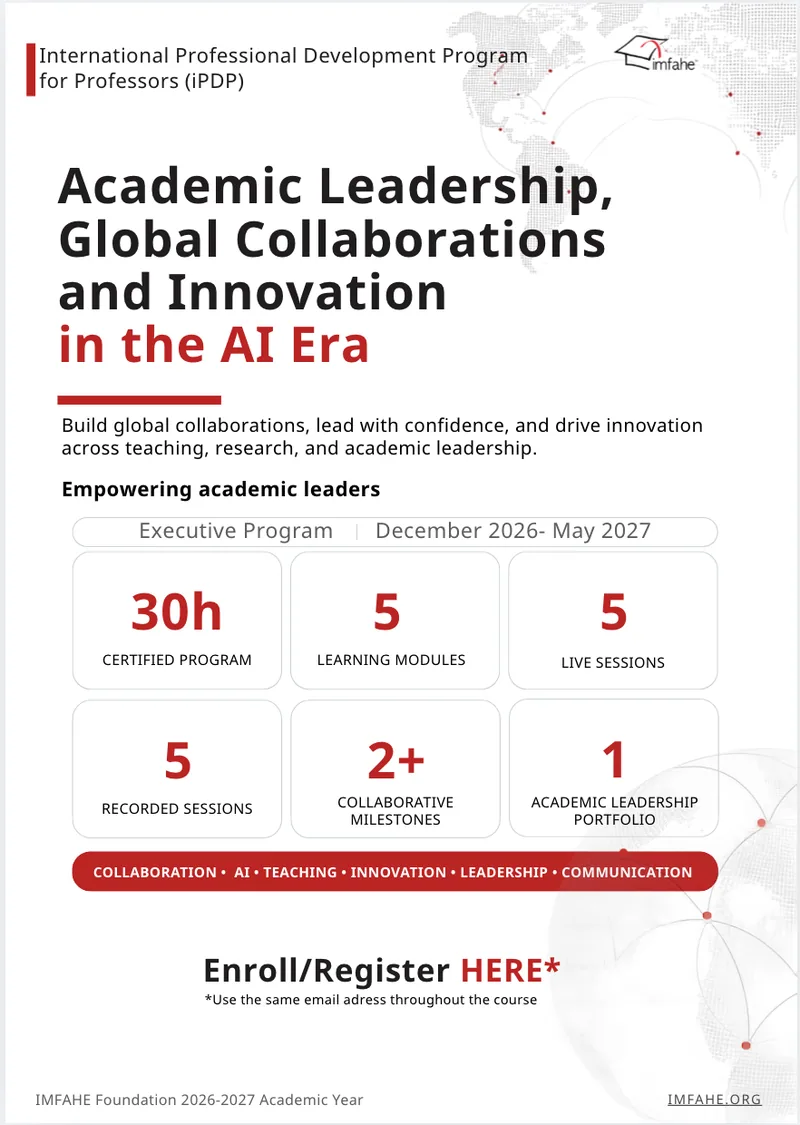 International Professional Development Program
for Professors (iPDP)
imfahe
Academic Leadership,
Global Collaborations
and Innovation
in the AI Era
Build global collaborations, lead with confidence, and drive innovation
across teaching, research, and academic leadership.
Empowering academic leaders
Executive Program | December 2026- May 2027
30h
CERTIFIED PROGRAM
5
LEARNING MODULES
5
LIVE SESSIONS
5
RECORDED SESSIONS
2+
COLLABORATIVE
MILESTONES
1
ACADEMIC LEADERSHIP
PORTFOLIO
COLLABORATION • AI • TEACHING • INNOVATION • LEADERSHIP • COMMUNICATION
Enroll/Register HERE*
*Use the same email adress throughout the course
IMFAHE Foundation 2026-2027 Academic Year
IMFAHE.ORG